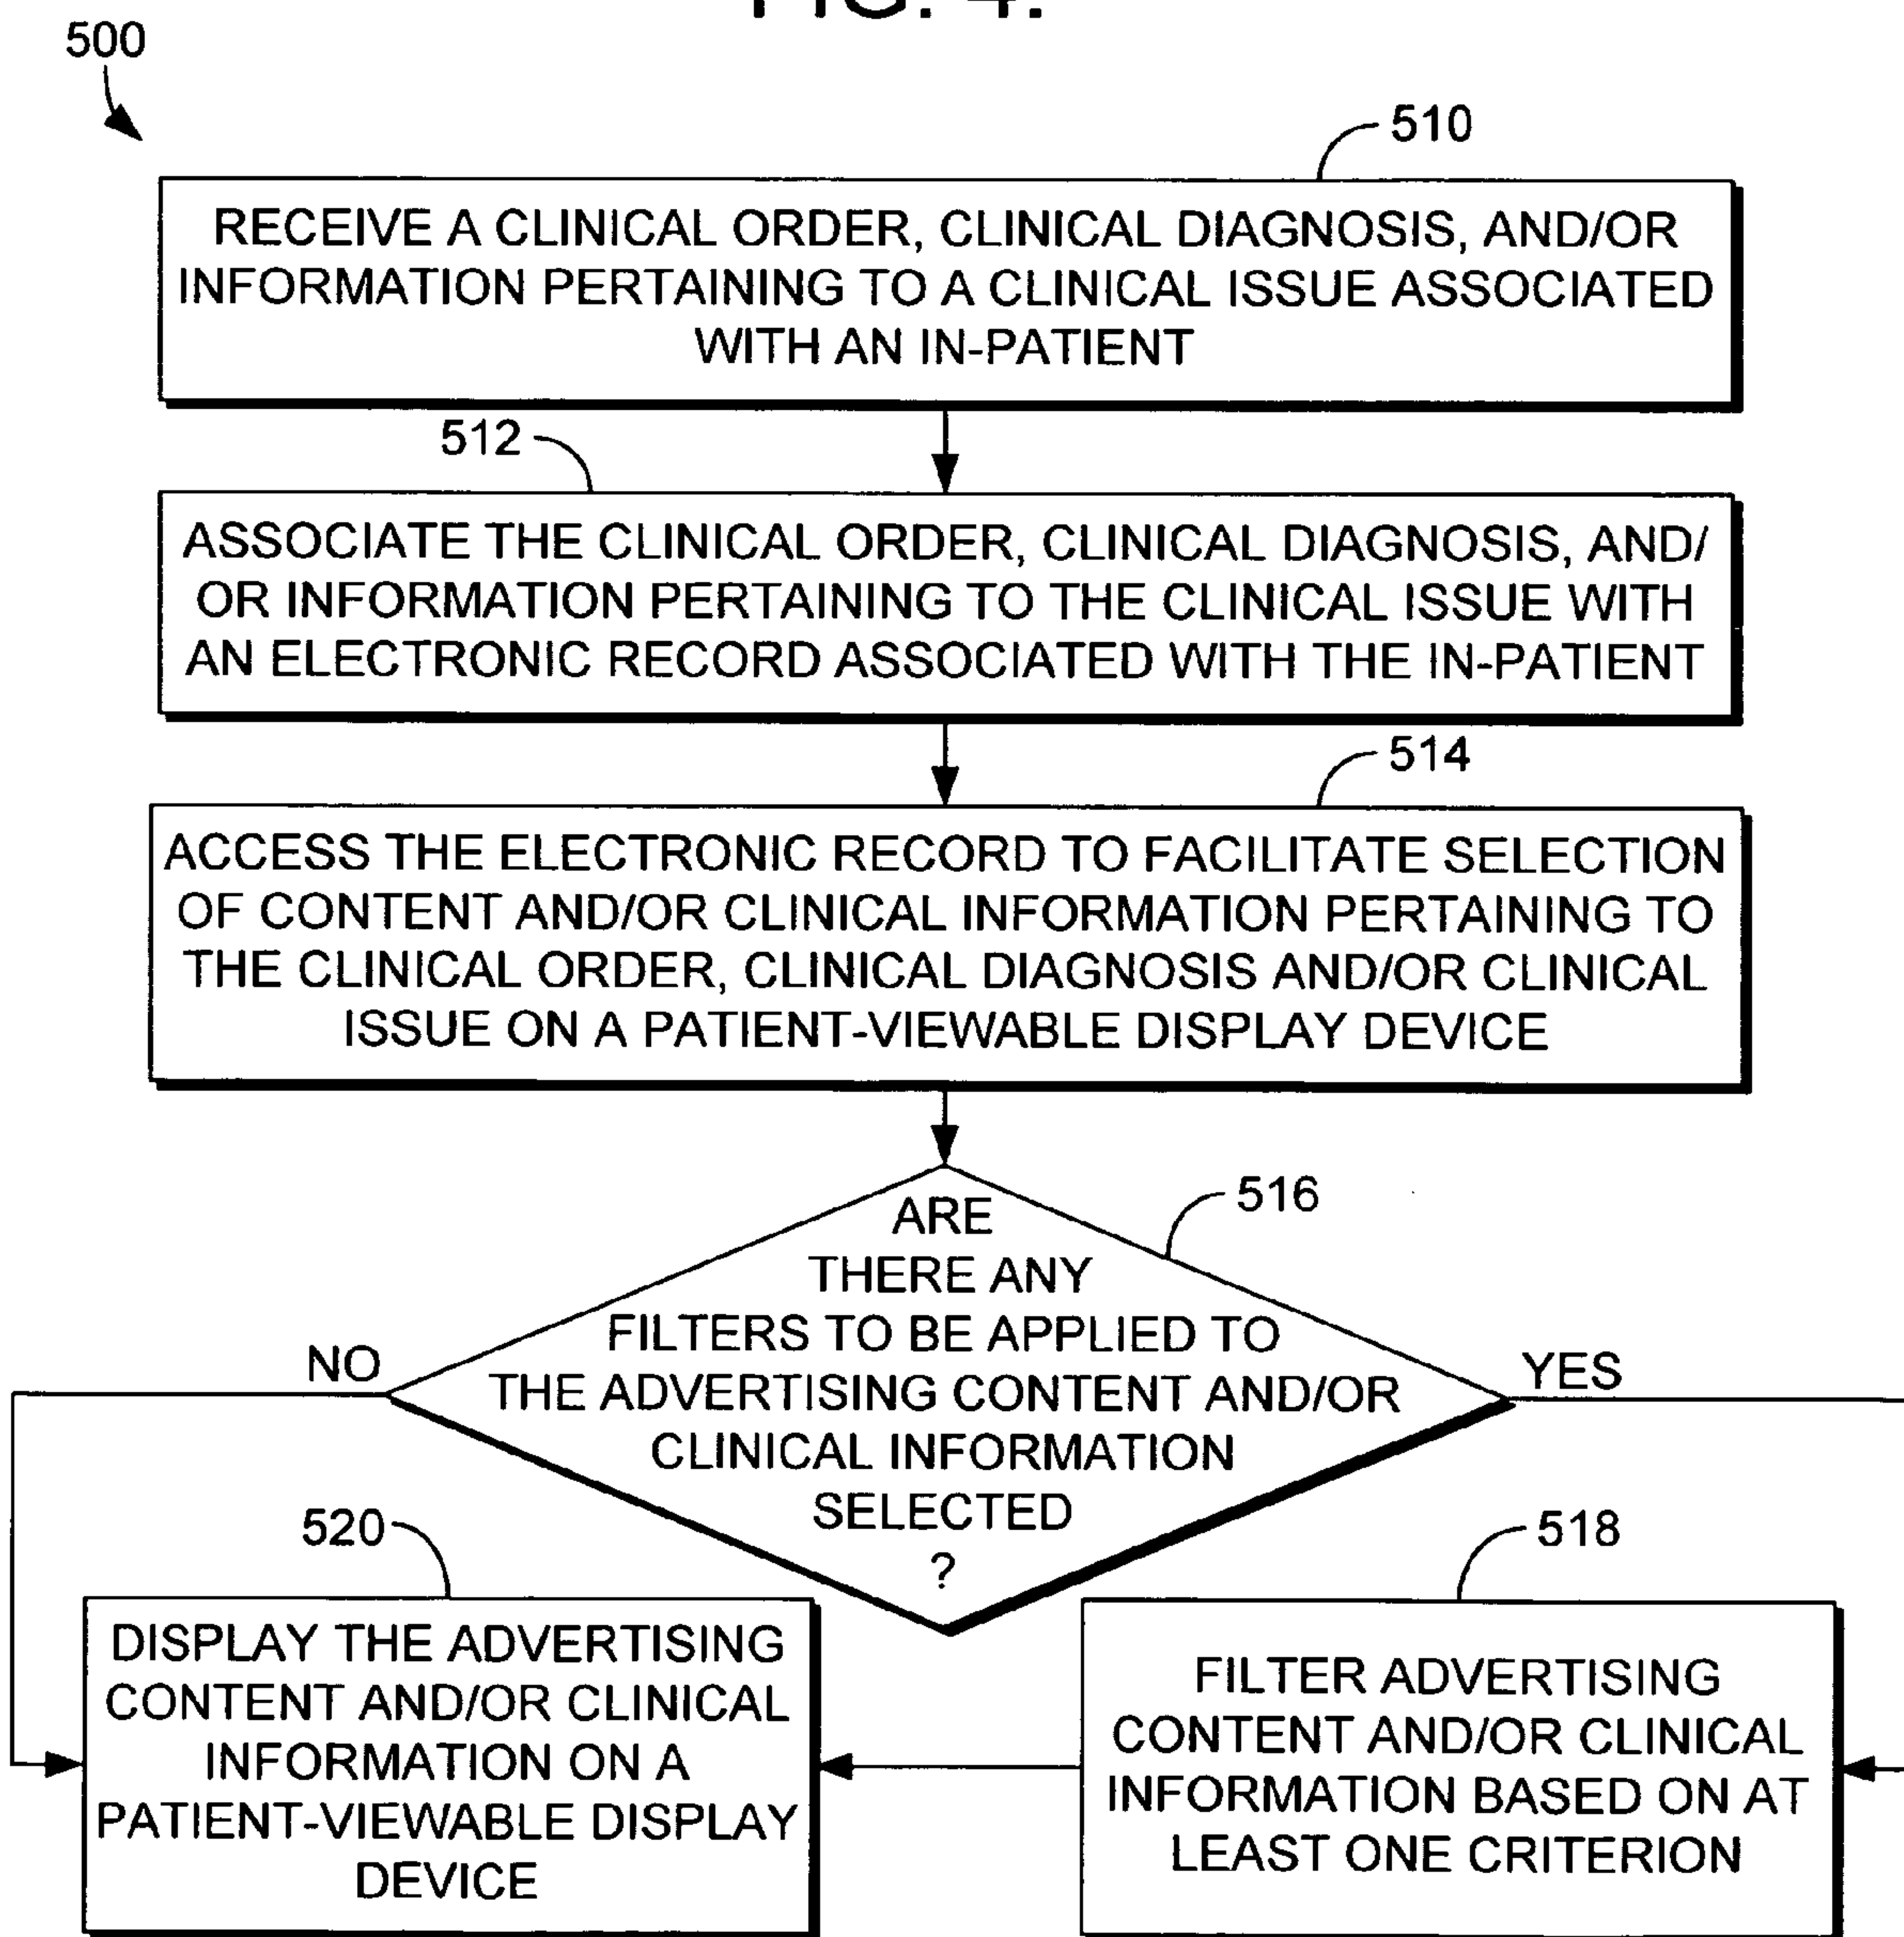 FIG. 4.
500
510
RECEIVE A CLINICAL ORDER, CLINICAL DIAGNOSIS, AND/OR
INFORMATION PERTAINING TO A CLINICAL ISSUE ASSOCIATED
WITH AN IN-PATIENT
512
ASSOCIATE THE CLINICAL ORDER, CLINICAL DIAGNOSIS, AND/
OR INFORMATION PERTAINING TO THE CLINICAL ISSUE WITH
AN ELECTRONIC RECORD ASSOCIATED WITH THE IN-PATIENT
514
ACCESS THE ELECTRONIC RECORD TO FACILITATE SELECTION
OF CONTENT AND/OR CLINICAL INFORMATION PERTAINING TO
THE CLINICAL ORDER, CLINICAL DIAGNOSIS AND/OR CLINICAL
ISSUE ON A PATIENT-VIEWABLE DISPLAY DEVICE
516
ARE
THERE ANY
FILTERS TO BE APPLIED TO
THE ADVERTISING CONTENT AND/OR
CLINICAL INFORMATION
SELECTED
?
NO
YES
520
DISPLAY THE ADVERTISING
CONTENT AND/OR CLINICAL
INFORMATION ON A
PATIENT-VIEWABLE DISPLAY
DEVICE
518
FILTER ADVERTISING
CONTENT AND/OR CLINICAL
INFORMATION BASED ON AT
LEAST ONE CRITERION